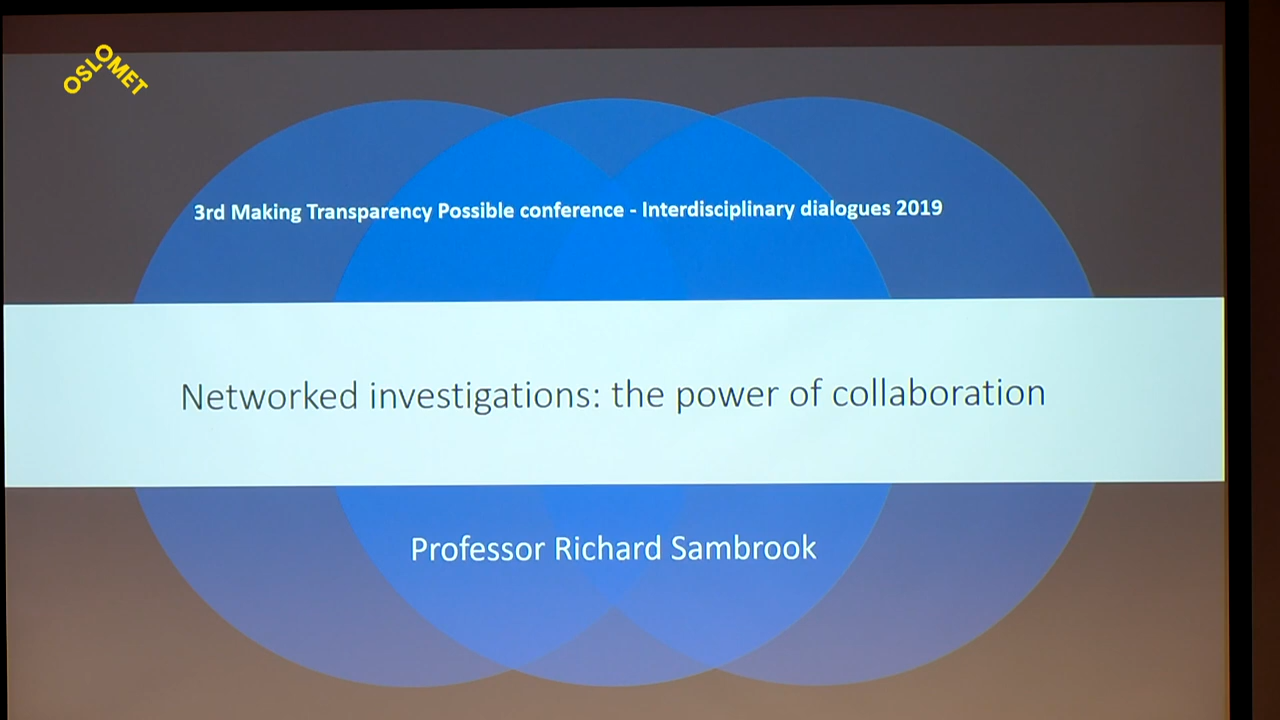 OSLOMET
3rd Making Transparency Possible conference - Interdisciplinary dialogues 2019
Networked investigations: the power of collaboration
Professor Richard Sambrook